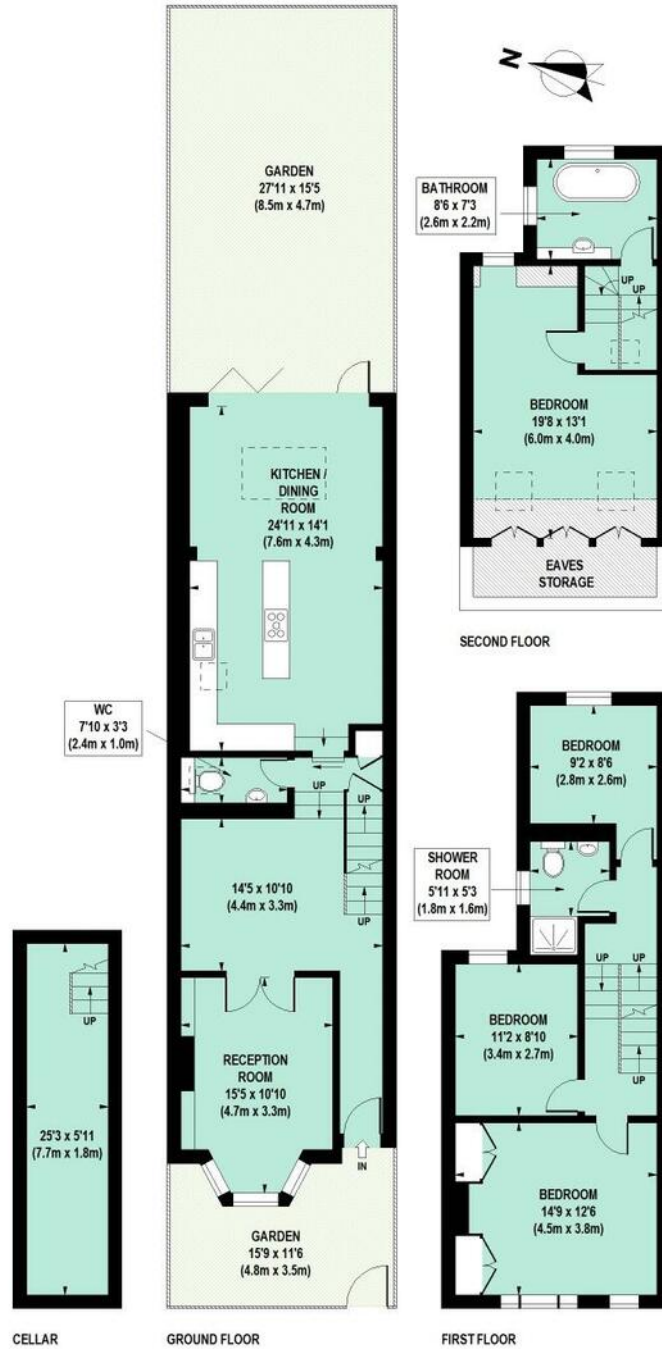 GARDEN
27'11 x 15'5
(8.5m x 4.7m)
KITCHEN /
DINING
ROOM
24'11 x 14'1
(7.6m x 4.3m)
WC
7'10 x 3'3
(2.4m x 1.0m)
UP
UP
UP
14'5 x 10'10
(4.4m x 3.3m)
RECEPTION
ROOM
15'5 x 10'10
(4.7m x 3.3m)
IN
GARDEN
15'9 x 11'6
(4.8m x 3.5m)
GROUND FLOOR
UP
25'3 x 5'11
(7.7m x 1.8m)
CELLAR
N
BATHROOM
8'6 x 7'3
(2.6m x 2.2m)
UP
UP
BEDROOM
19'8 x 13'1
(6.0m x 4.0m)
EAVES
STORAGE
SECOND FLOOR
BEDROOM
9'2 x 8'6
(2.8m x 2.6m)
SHOWER
ROOM
5'11 x 5'3
(1.8m x 1.6m)
UP
UP
UP
BEDROOM
11'2 x 8'10
(3.4m x 2.7m)
BEDROOM
14'9 x 12'6
(4.5m x 3.8m)
FIRST FLOOR